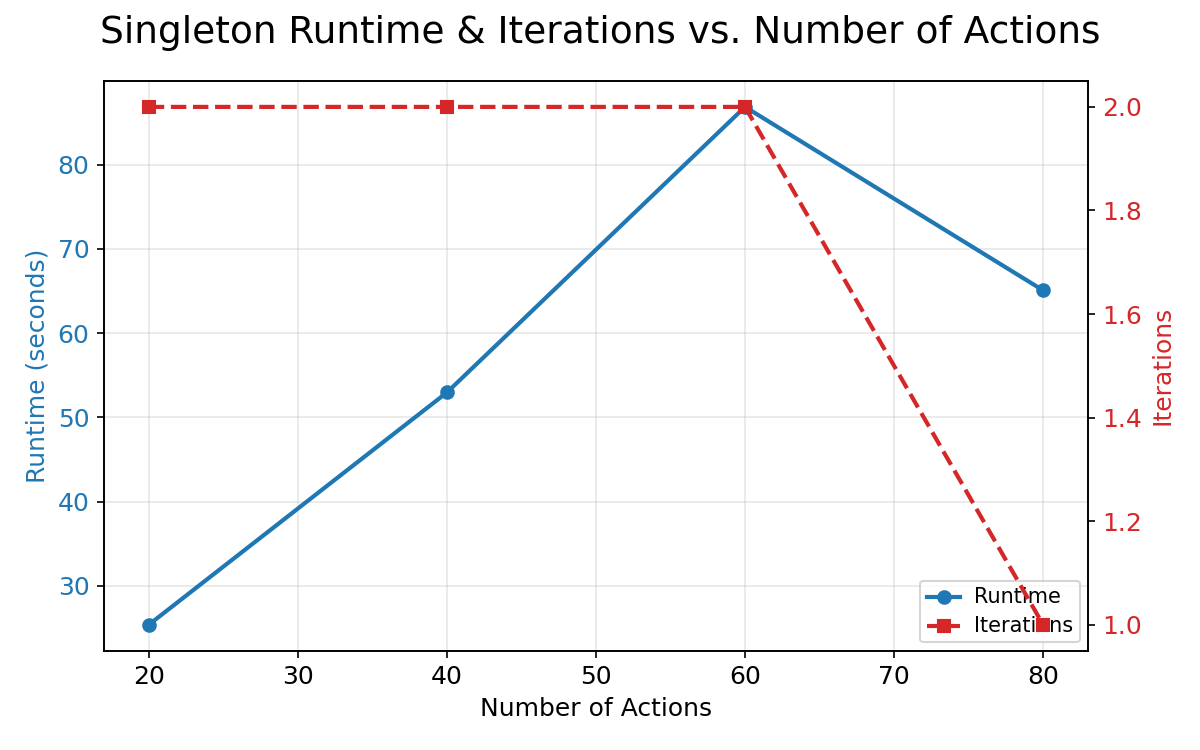 Singleton Runtime & Iterations vs. Number of Actions
Runtime (seconds)
80
70
60
50
40
30
2.0
1.8
1.6
1.4
1.2
1.0
Iterations
Runtime
Iterations
20 30 40 50 60 70 80
Number of Actions